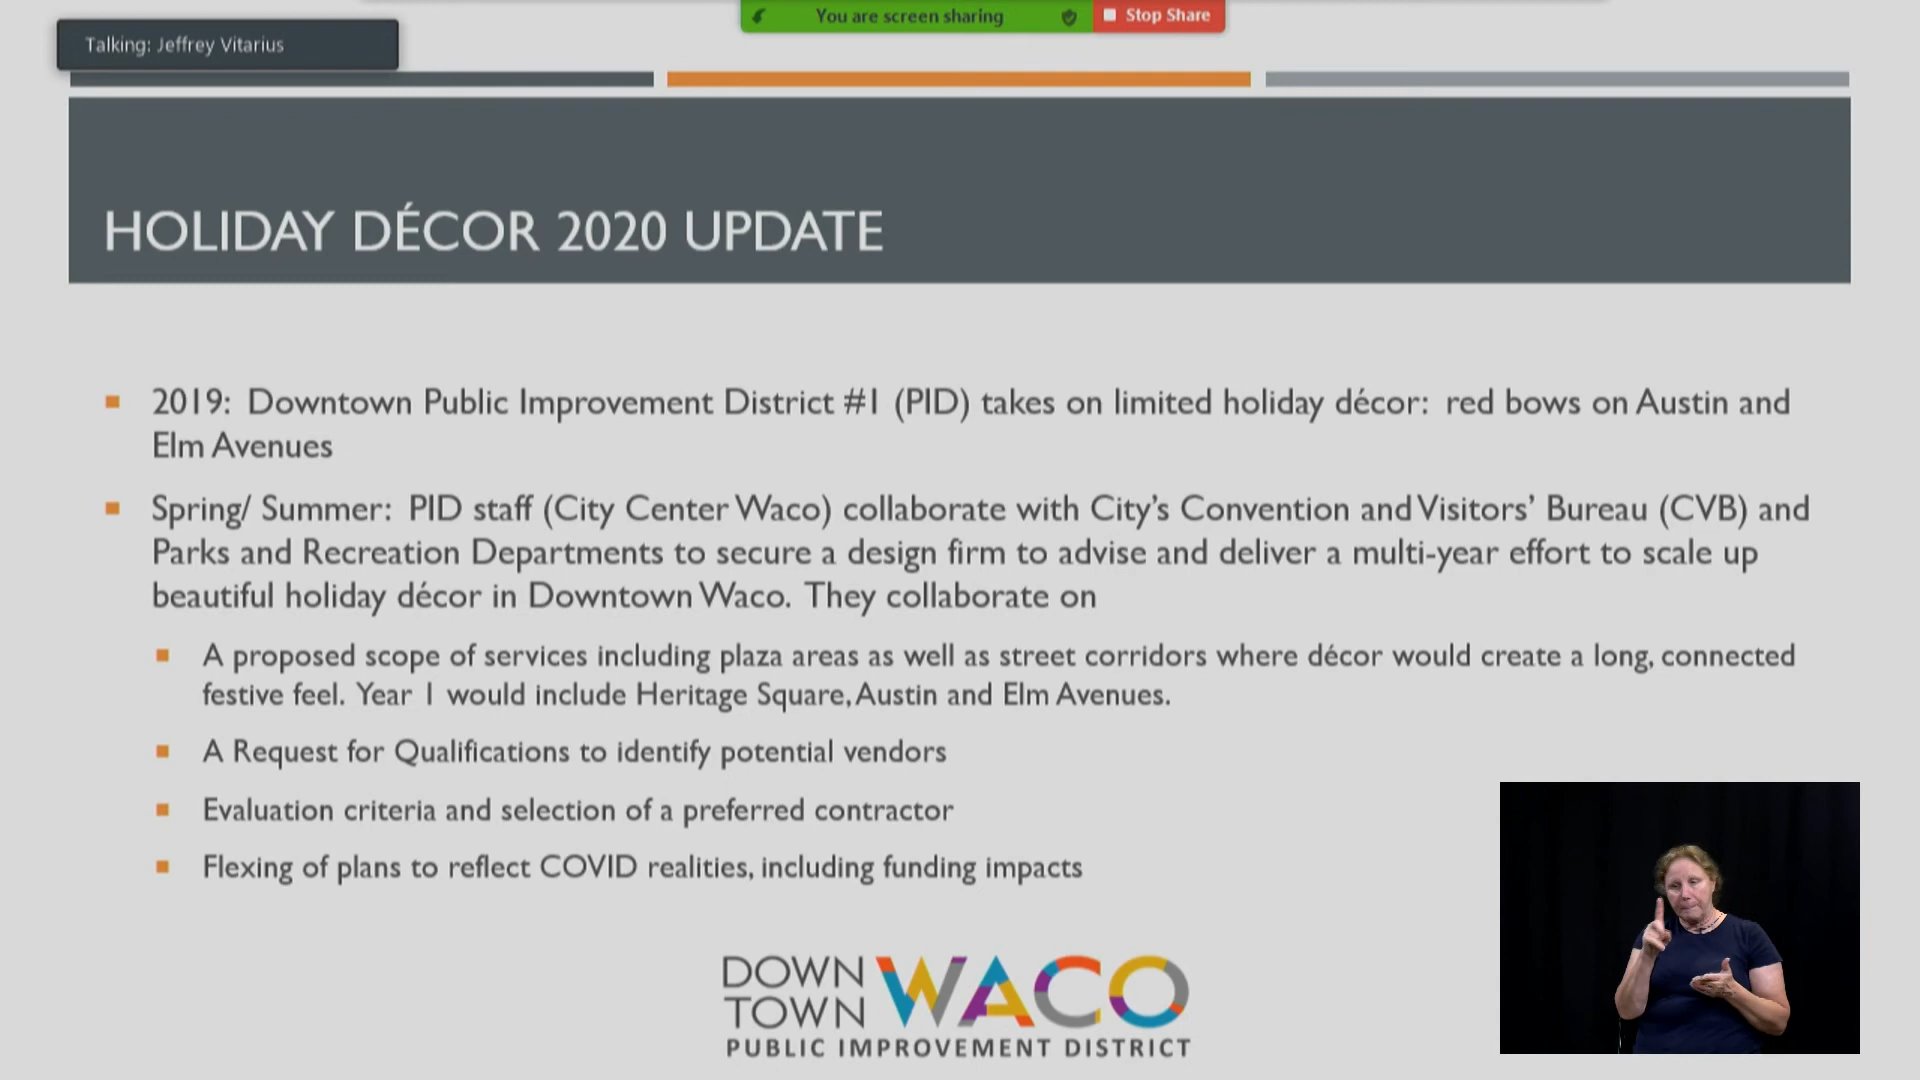 You are screen sharing
Stop Share
Talking: Jeffrey Vitarius
HOLIDAY DÉCOR 2020 UPDATE
2019: Downtown Public Improvement District #1 (PID) takes on limited holiday décor: red bows on Austin and
Elm Avenues
Spring/ Summer: PID staff (City Center Waco) collaborate with City's Convention and Visitors' Bureau (CVB) and
Parks and Recreation Departments to secure a design firm to advise and deliver a multi-year effort to scale up
beautiful holiday décor in Downtown Waco. They collaborate on
A proposed scope of services including plaza areas as well as street corridors where décor would create a long, connected
festive feel. Year 1 would include Heritage Square, Austin and Elm Avenues.
A Request for Qualifications to identify potential vendors
Evaluation criteria and selection of a preferred contractor
Flexing of plans to reflect COVID realities, including funding impacts
DOWN
TOWN
WACO
PUBLIC IMPROVEMENT DISTRICT